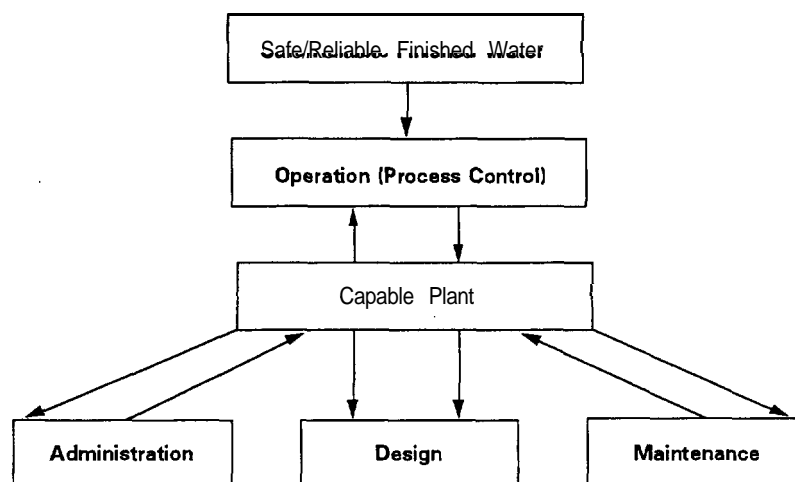 Safe/Reliable Finished Water
Operation (Process Control)
Capable Plant
Administration
Design
Maintenance